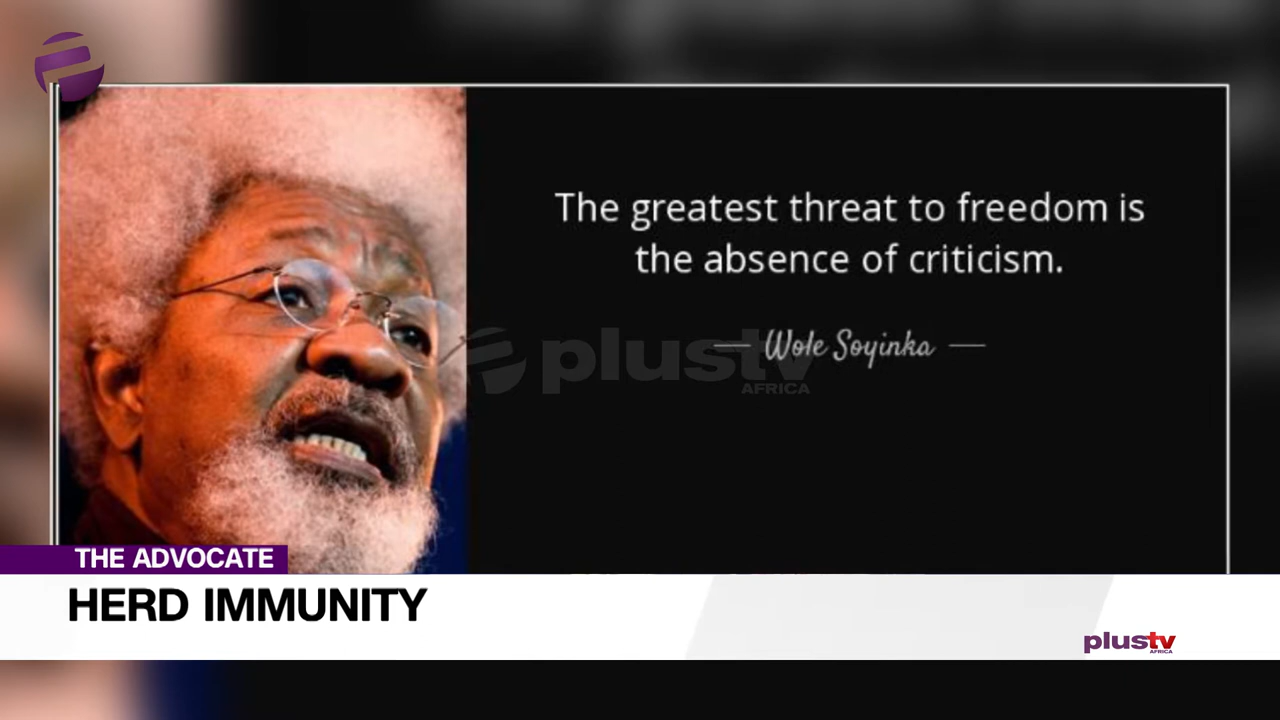 The greatest threat to freedom is
the absence of criticism.
— Wole Soyinka —
plustv
AFRICA
THE ADVOCATE
HERD IMMUNITY
plustv
AFRICA